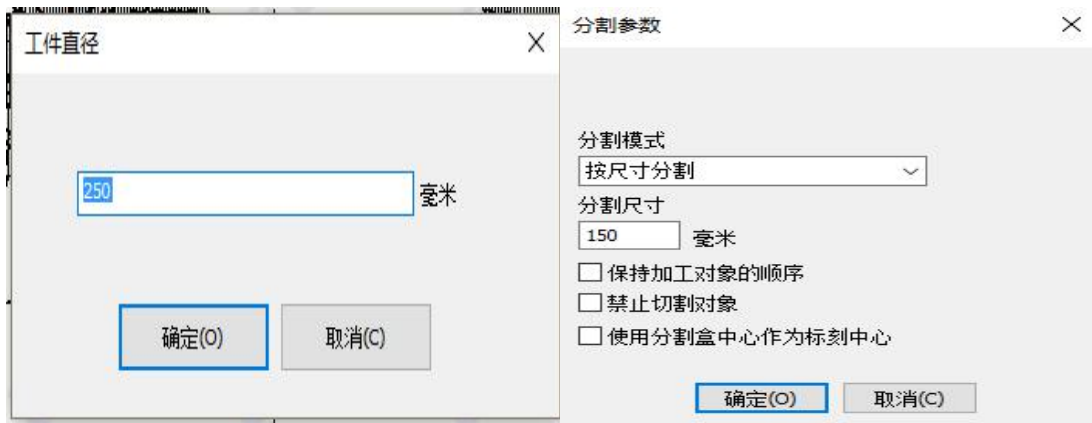 工件直径
250
毫米
确定(O)
取消(C)
分割参数
分割模式
按尺寸分割
分割尺寸
150
毫米
保持加工对象的顺序
禁止切割对象
使用分割盒中心作为标刻中心
确定(O)
取消(C)